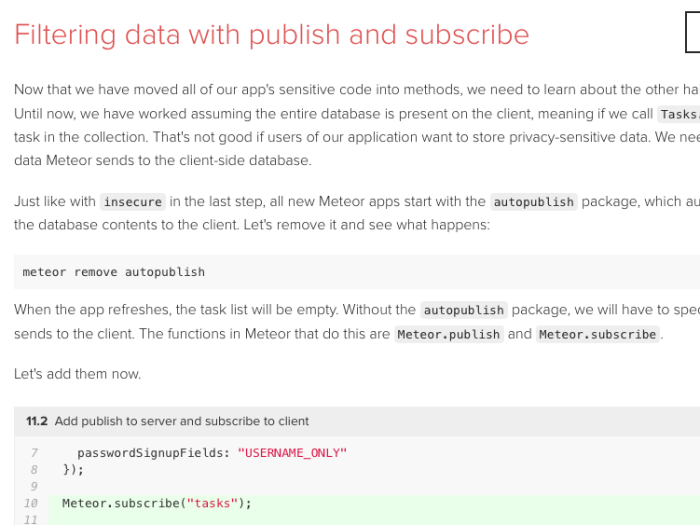 Filtering data with publish and subscribe
Now that we have moved all of our app's sensitive code into methods, we need to learn about the other ha
Until now, we have worked assuming the entire database is present on the client, meaning if we call Tasks.
task in the collection. That's not good if users of our application want to store privacy-sensitive data. We nee
data Meteor sends to the client-side database.
Just like with insecure in the last step, all new Meteor apps start with the autopublish package, which au
the database contents to the client. Let's remove it and see what happens:
meteor remove autopublish
When the app refreshes, the task list will be empty. Without the autopublish package, we will have to spec
sends to the client. The functions in Meteor that do this are Meteor.publish and Meteor.subscribe.
Let's add them now.
11.2 Add publish to server and subscribe to client
7 passwordSignupFields: "USERNAME_ONLY"
8 });
9
10 Meteor.subscribe("tasks");
11